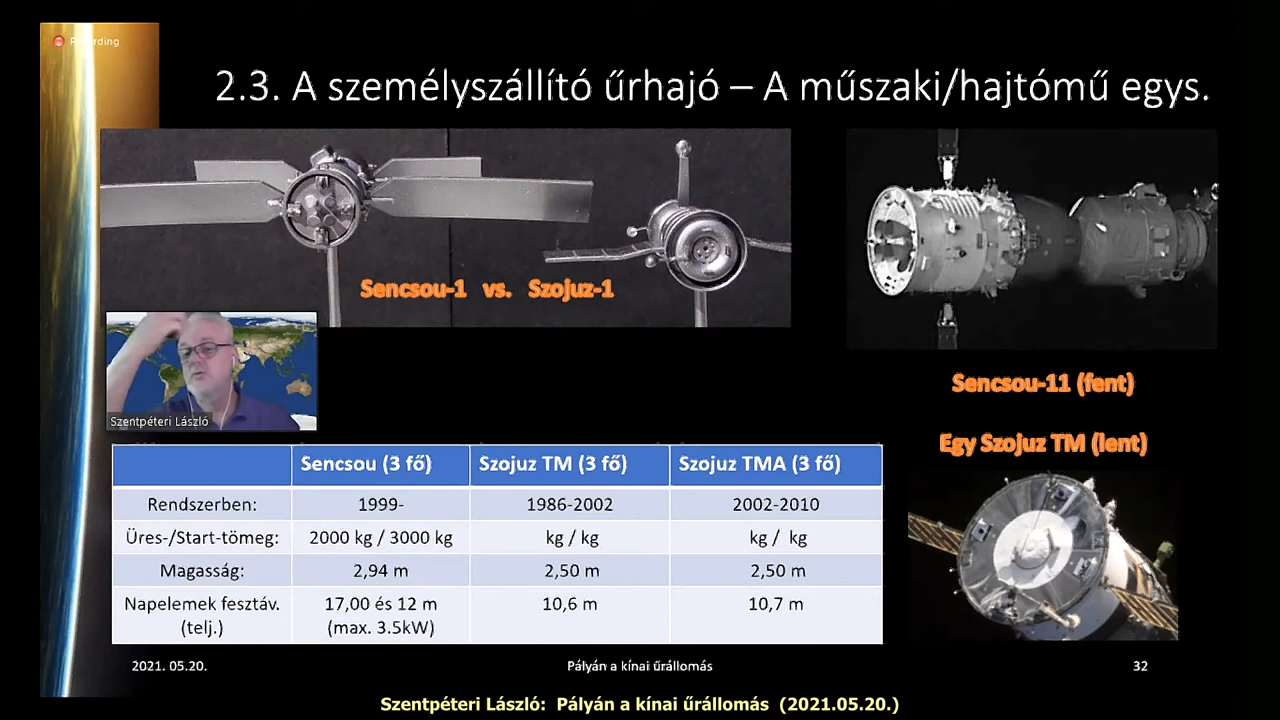 Recording
2.3. A személyszállító űrhajó – A műszaki/hajtómű egys.
Sencsou-1 vs. Szojuz-1
Sencsou-11 (fent)
Egy Szojuz TM (lent)
Szentpéteri László
Sencsou (3 fő) Szojuz TM (3 fő) Szojuz TMA (3 fő)
Rendszerben: 1999- 1986-2002 2002-2010
Üres-/Start-tömeg: 2000 kg / 3000 kg kg / kg kg / kg
Magasság: 2,94 m 2,50 m 2,50 m
Napelemek fesztáv. 17,00 és 12 m 10,6 m 10,7 m
(telj.) (max. 3.5kW)
2021. 05.20. Pályán a kínai űrállomás 32
Szentpéteri László: Pályán a kínai űrállomás (2021.05.20.)